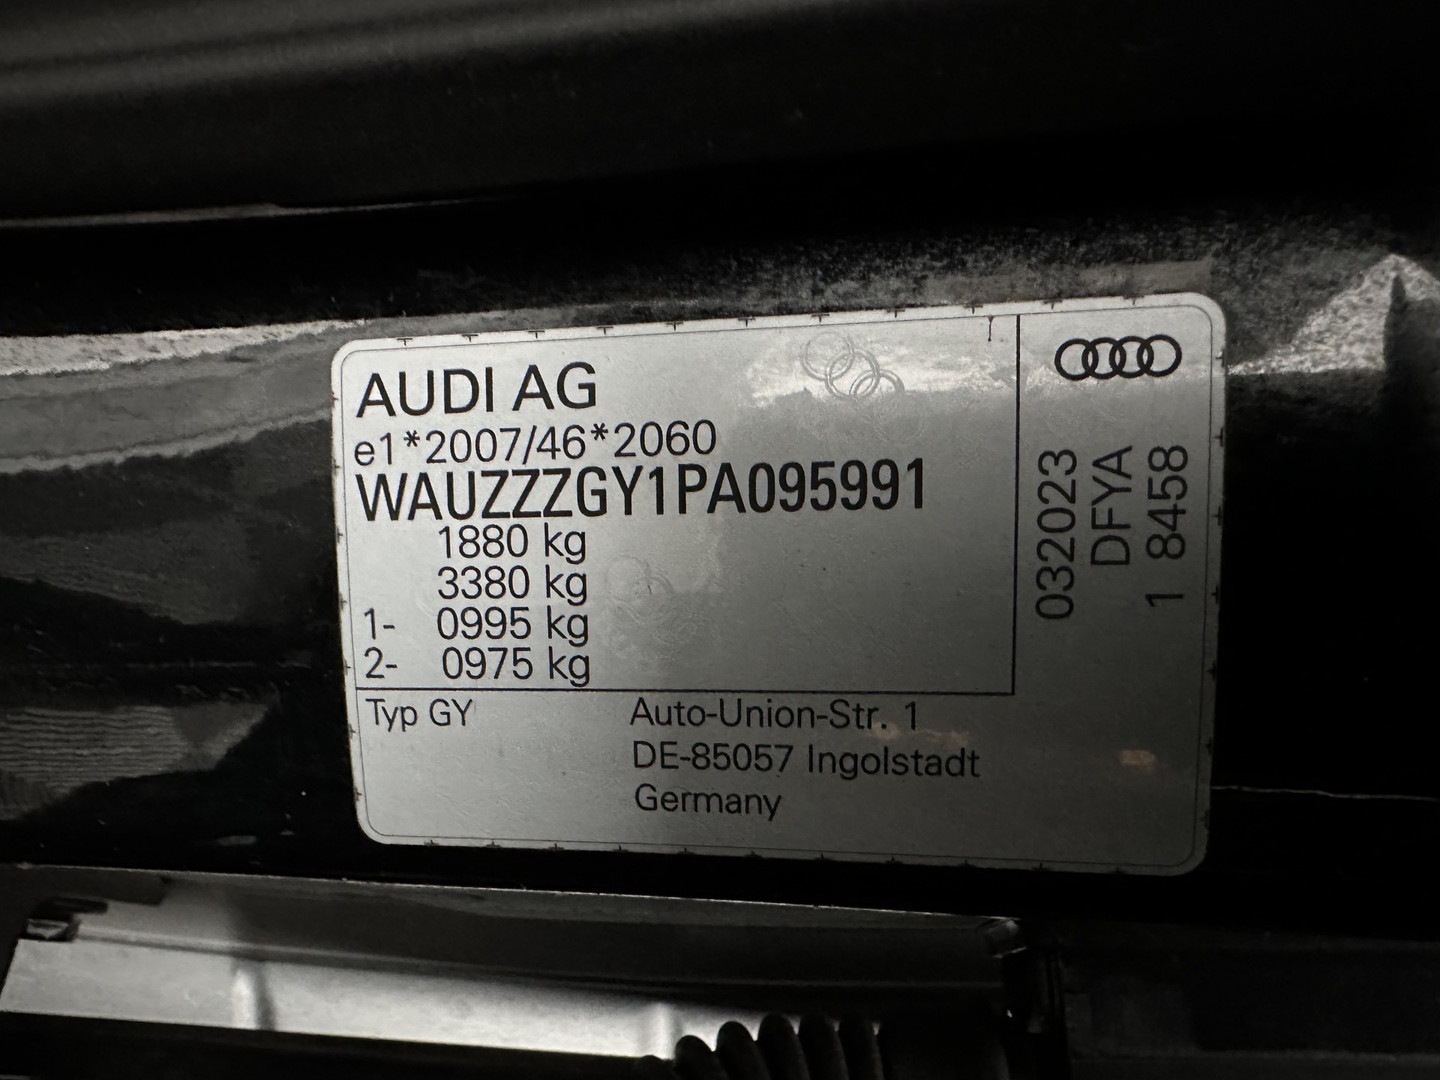 AUDI AG
e1*2007/46*2060
WAUZZZGY1PA095991
1880 kg
3380 kg
1- 0995 kg
2- 0975 kg
Typ GY
Auto-Union-Str. 1
DE-85057 Ingolstadt
Germany
032023
DFYA
1 8458